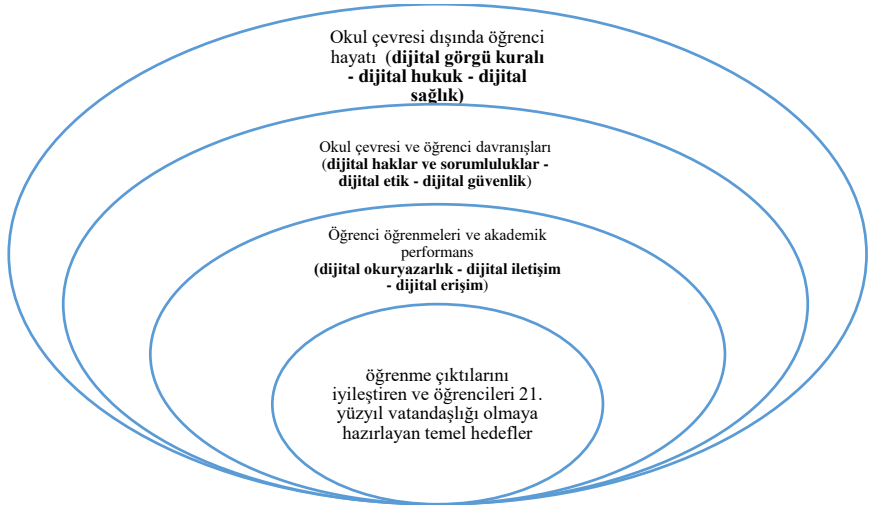 Okul çevresi dışında öğrenci
hayatı (dijital görgü kuralı
- dijital hukuk - dijital
sağlık)
Okul çevresi ve öğrenci davranışları
(dijital haklar ve sorumluluklar -
dijital etik - dijital güvenlik)
Öğrenci öğrenmeleri ve akademik
performans
(dijital okuryazarlık - dijital iletişim
- dijital erişim)
öğrenme çıktılarını
iyileştiren ve öğrencileri 21.
yüzyıl vatandaşlığı olmaya
hazırlayan temel hedefler